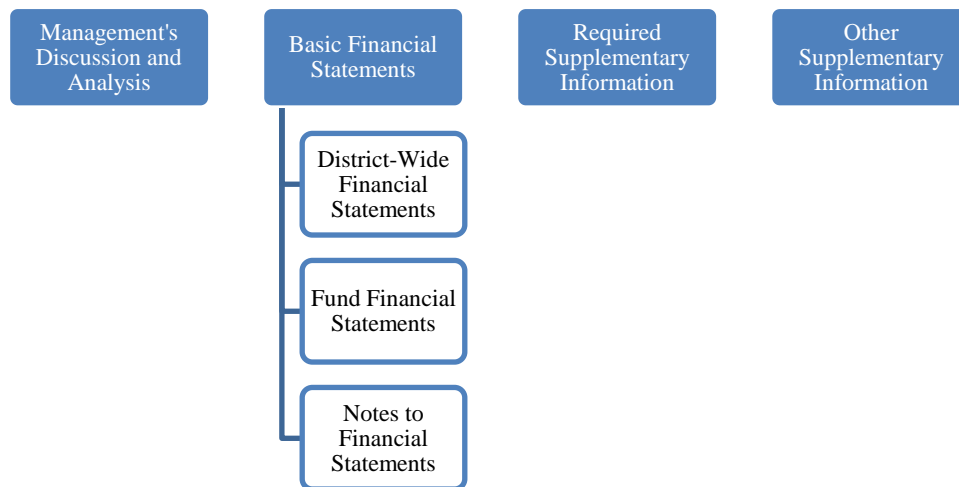 Management's
Discussion and
Analysis
Basic Financial
Statements
District-Wide
Financial
Statements
Fund Financial
Statements
Notes to
Financial
Statements
Required
Supplementary
Information
Other
Supplementary
Information